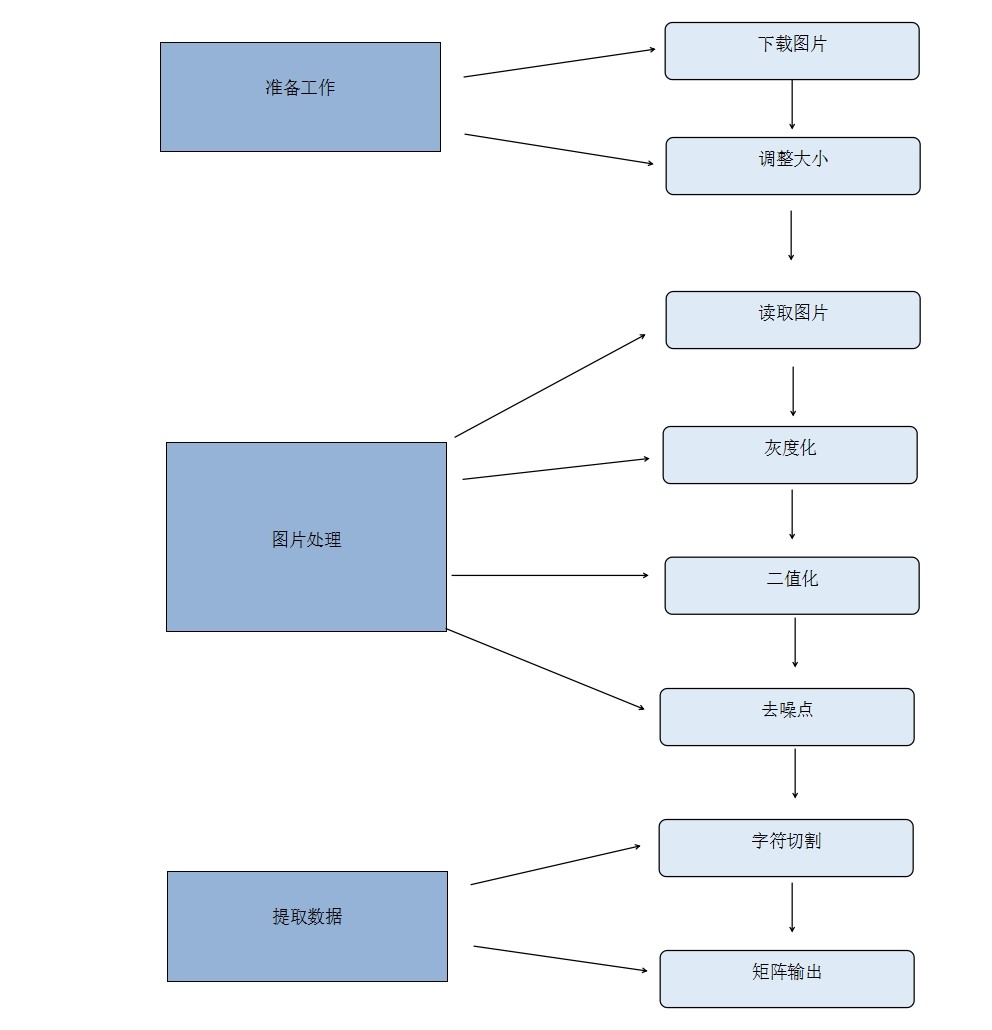 准备工作
下载图片
调整大小
读取图片
图片处理
灰度化
二值化
去噪点
提取数据
字符切割
矩阵输出